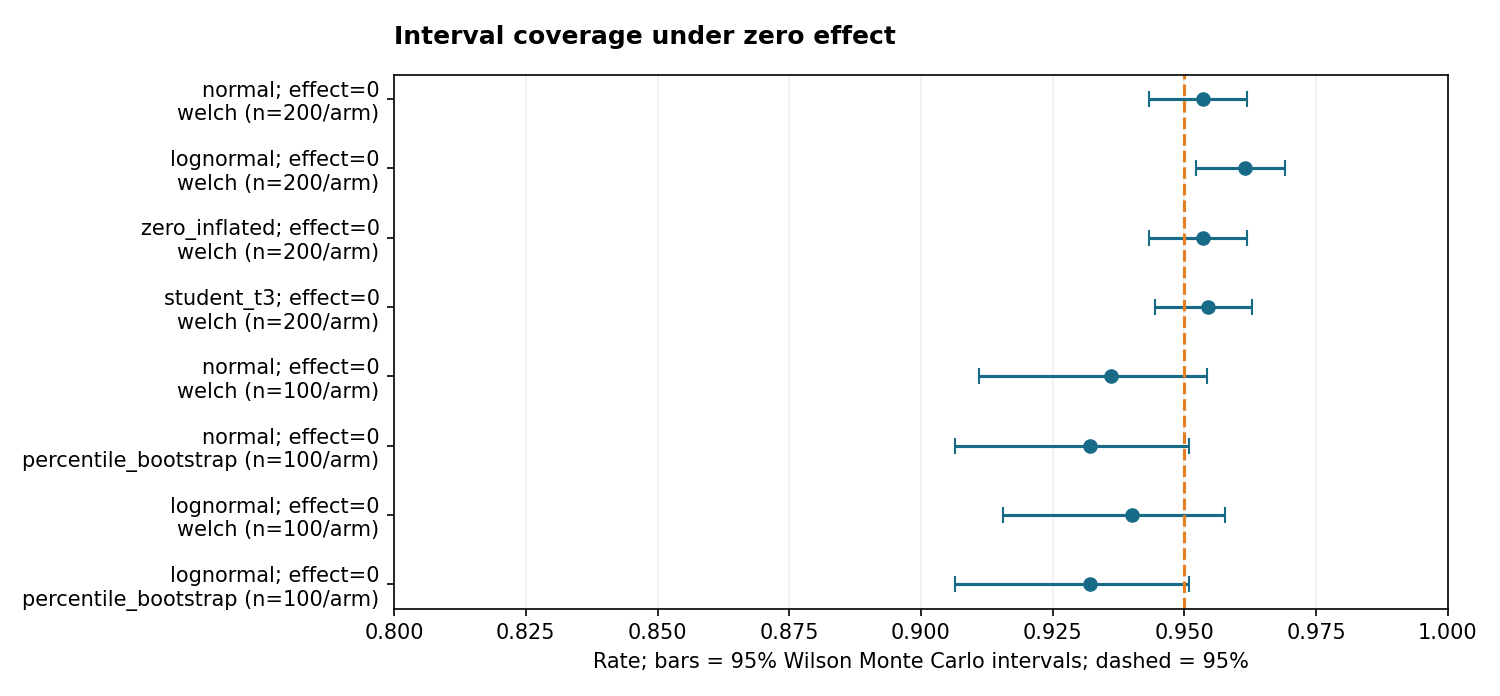 Interval coverage under zero effect
normal; effect=0
welch (n=200/arm)
lognormal; effect=0
welch (n=200/arm)
zero_inflated; effect=0
welch (n=200/arm)
student_t3; effect=0
welch (n=200/arm)
normal; effect=0
welch (n=100/arm)
normal; effect=0
percentile_bootstrap (n=100/arm)
lognormal; effect=0
welch (n=100/arm)
lognormal; effect=0
percentile_bootstrap (n=100/arm)
0.800 0.825 0.850 0.875 0.900 0.925 0.950 0.975 1.000
Rate; bars = 95% Wilson Monte Carlo intervals; dashed = 95%